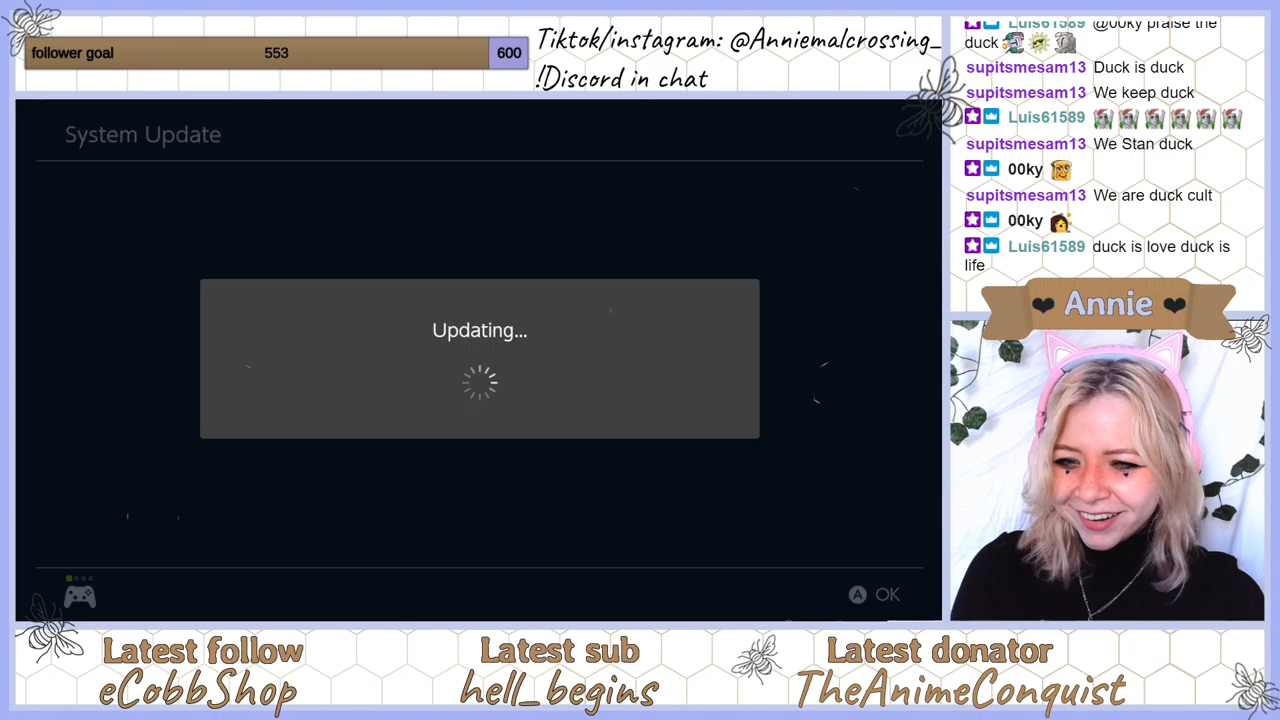 follower goal 553 600
Tiktok/instagram: @Anniemalcrossing_
!Discord in chat
System Update
Updating...
A OK
Luis61589 @00ky praise the
duck
supitsmesam13 Duck is duck
supitsmesam13 We keep duck
Luis61589
supitsmesam13 We Stan duck
00ky
supitsmesam13 We are duck cult
00ky
Luis61589 duck is love duck is
life
Annie
Latest follow
eCobbShop
Latest sub
hell_begins
Latest donator
TheAnimeConquist